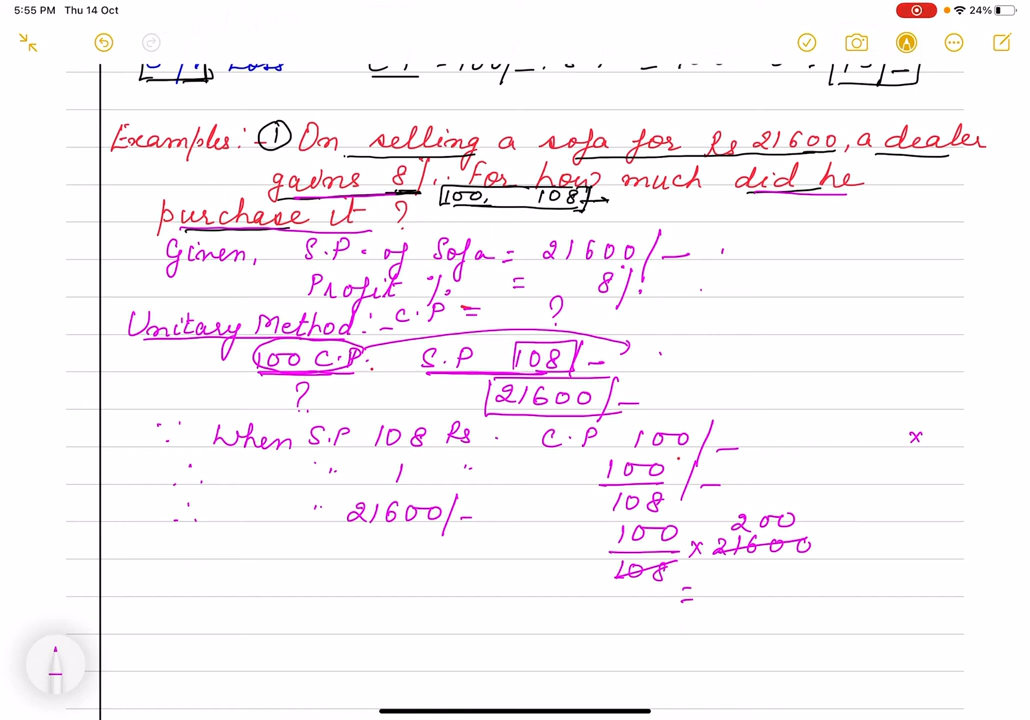 5:55 PM Thu 14 Oct 24%
Loss
Examples:- ① On selling a sofa for Rs 21600, a dealer
gains 8%. For how much did he
100, 108
purchase it ?
Given, S.P. of Sofa = 21600/-
Profit % = 8%.
Unitary Method :- C.P = ?
100 C.P. S.P 108/-
? 21600/-
∵ When S.P 108 Rs. C.P 100/- x
∴ " 1 " 100/108 /-
∴ " 21600/-
200
100/108 x 21600
=